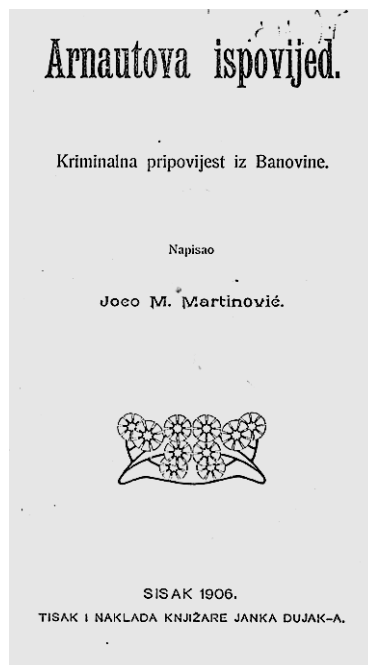 Arnautova ispovijed.
Kriminalna pripovijest iz Banovine.
Napisao
Joco M. Martinović.
SISAK 1906.
TISAK I NAKLADA KNJIŽARE JANKA DUJAK-A.